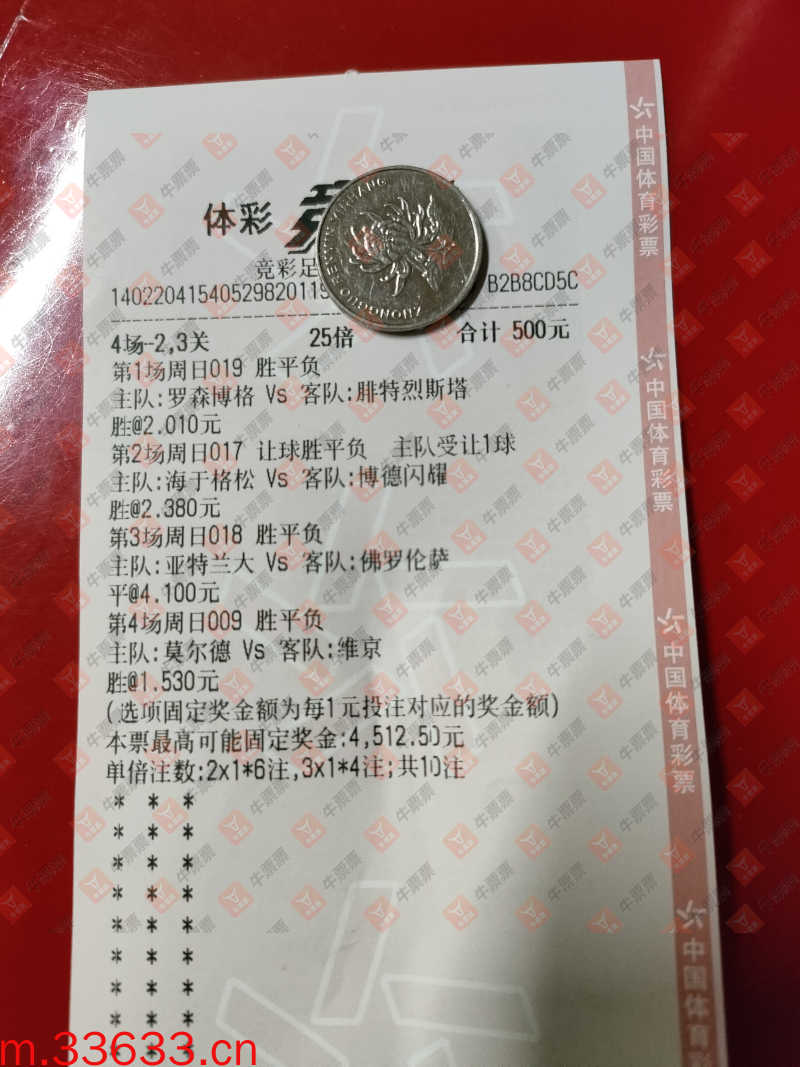 体彩 竞
竞彩足
14022041540529820119 B2B8CD5C
4场-2,3关 25倍 合计 500元
第1场周日019 胜平负
主队:罗森博格 Vs 客队:腓特烈斯塔
胜@2.010元
第2场周日017 让球胜平负 主队受让1球
主队:海于格松 Vs 客队:博德闪耀
胜@2.380元
第3场周日018 胜平负
主队:亚特兰大 Vs 客队:佛罗伦萨
平@4.100元
第4场周日009 胜平负
主队:莫尔德 Vs 客队:维京
胜@1.530元
(选项固定奖金额为每1元投注对应的奖金额)
本票最高可能固定奖金:4,512.50元
单倍注数:2x1*6注,3x1*4注;共10注
* * *
* * *
* * *
* * *
* * *
* * *
* * *
* * *
* * *
中国体育彩票
中国体育彩票
中国体育彩票
中国体育彩
牛票票
m.33633.cn